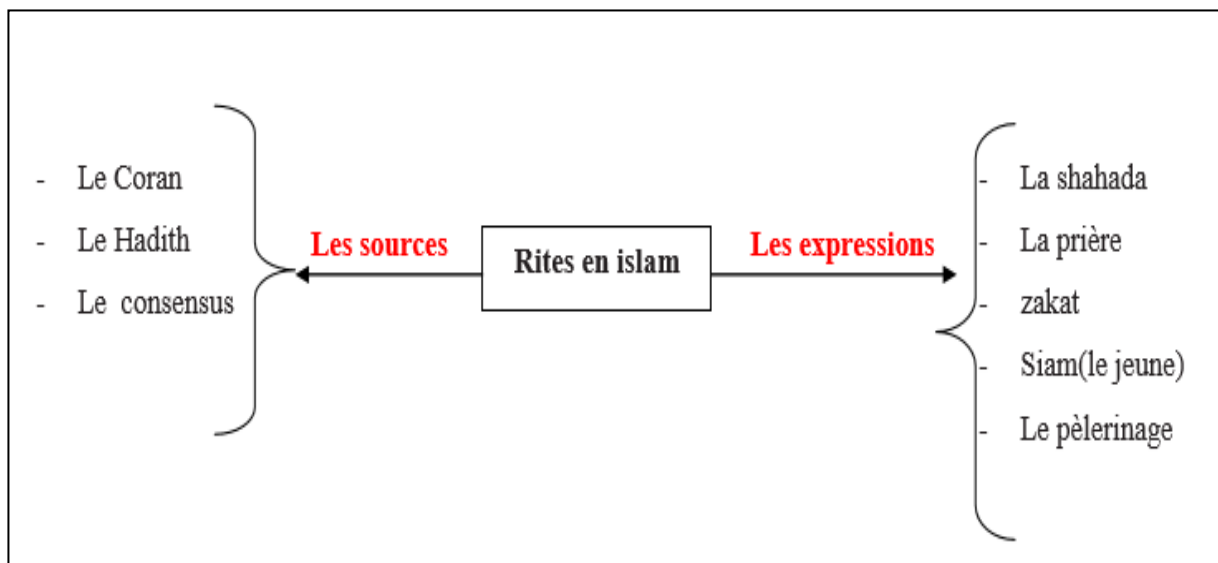 - Le Coran
- Le Hadith
- Le consensus
Les sources
Rites en islam
Les expressions
- La shahada
- La prière
- zakat
- Siam(le jeune)
- Le pèlerinage